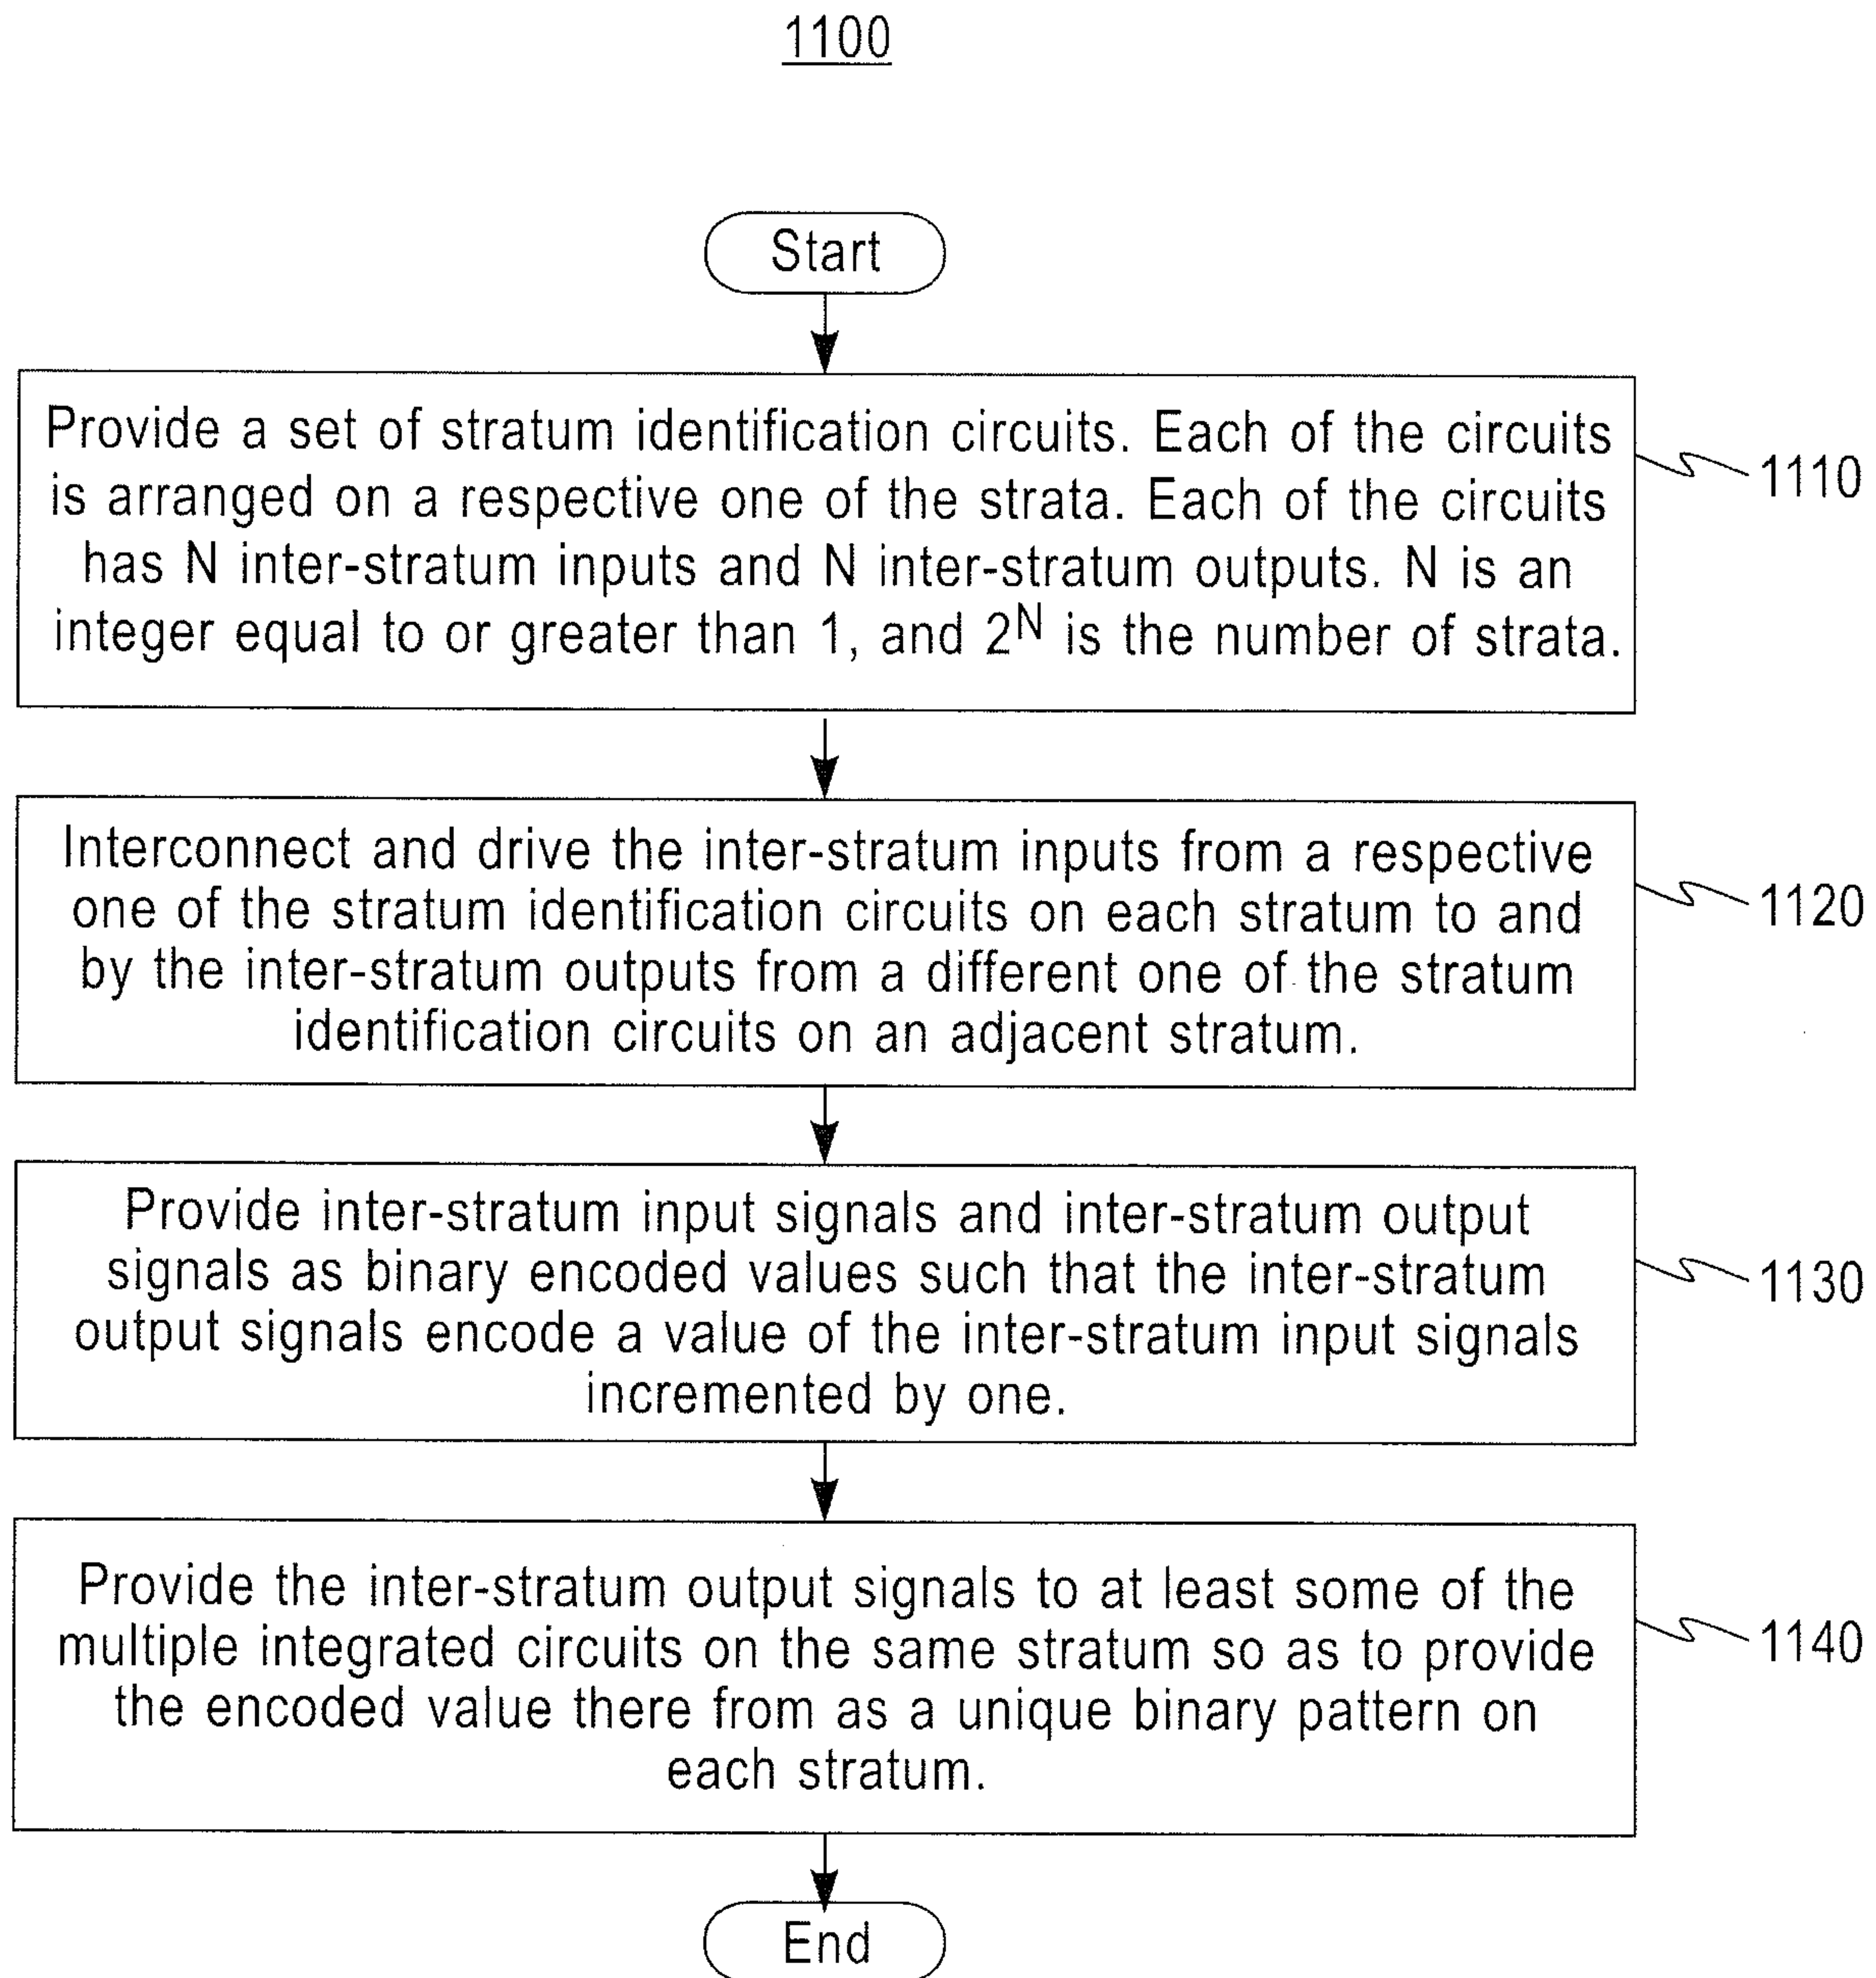 1100
Start
Provide a set of stratum identification circuits. Each of the circuits
is arranged on a respective one of the strata. Each of the circuits
has N inter-stratum inputs and N inter-stratum outputs. N is an
integer equal to or greater than 1, and 2ᴺ is the number of strata.
1110
Interconnect and drive the inter-stratum inputs from a respective
one of the stratum identification circuits on each stratum to and
by the inter-stratum outputs from a different one of the stratum
identification circuits on an adjacent stratum.
1120
Provide inter-stratum input signals and inter-stratum output
signals as binary encoded values such that the inter-stratum
output signals encode a value of the inter-stratum input signals
incremented by one.
1130
Provide the inter-stratum output signals to at least some of the
multiple integrated circuits on the same stratum so as to provide
the encoded value there from as a unique binary pattern on
each stratum.
1140
End